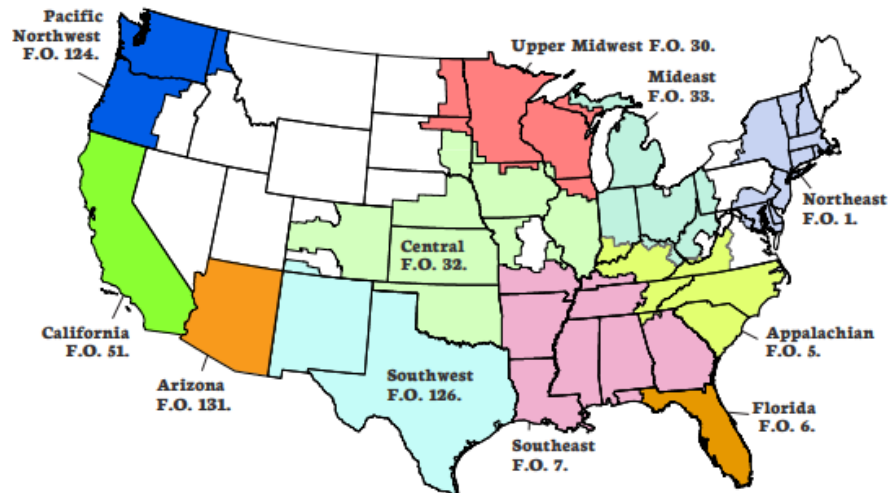 Pacific
Northwest
F.O. 124.
Upper Midwest F.O. 30.
Mideast
F.O. 33.
Northeast
F.O. 1.
Central
F.O. 32.
California
F.O. 51.
Appalachian
F.O. 5.
Arizona
F.O. 131.
Southwest
F.O. 126.
Florida
F.O. 6.
Southeast
F.O. 7.